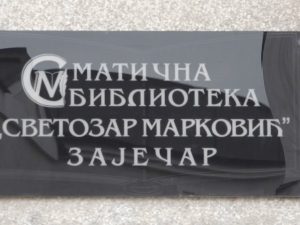 МАТИЧНА
БИБЛИОТЕКА
„СВЕТОЗАР МАРКОВИЋ”
ЗАЈЕЧАР